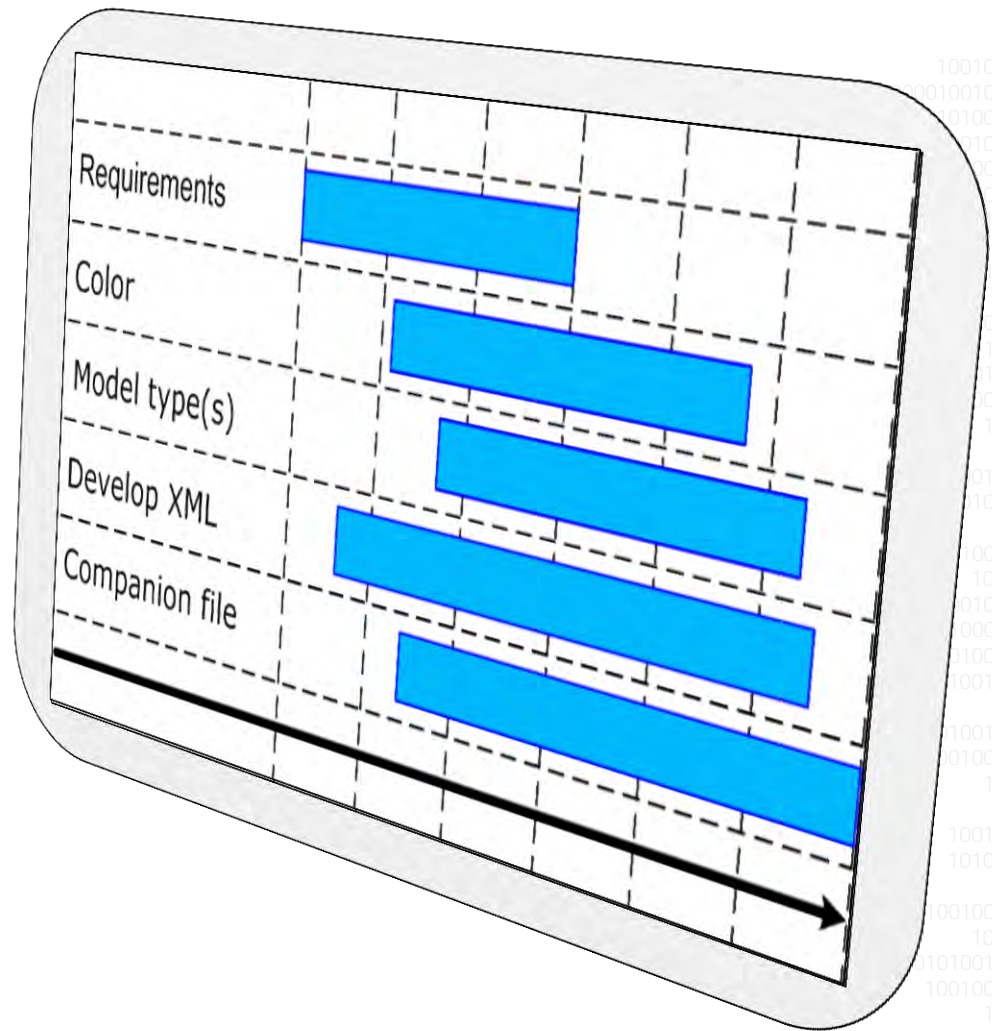 Requirements
Color
Model type(s)
Develop XML
Companion file